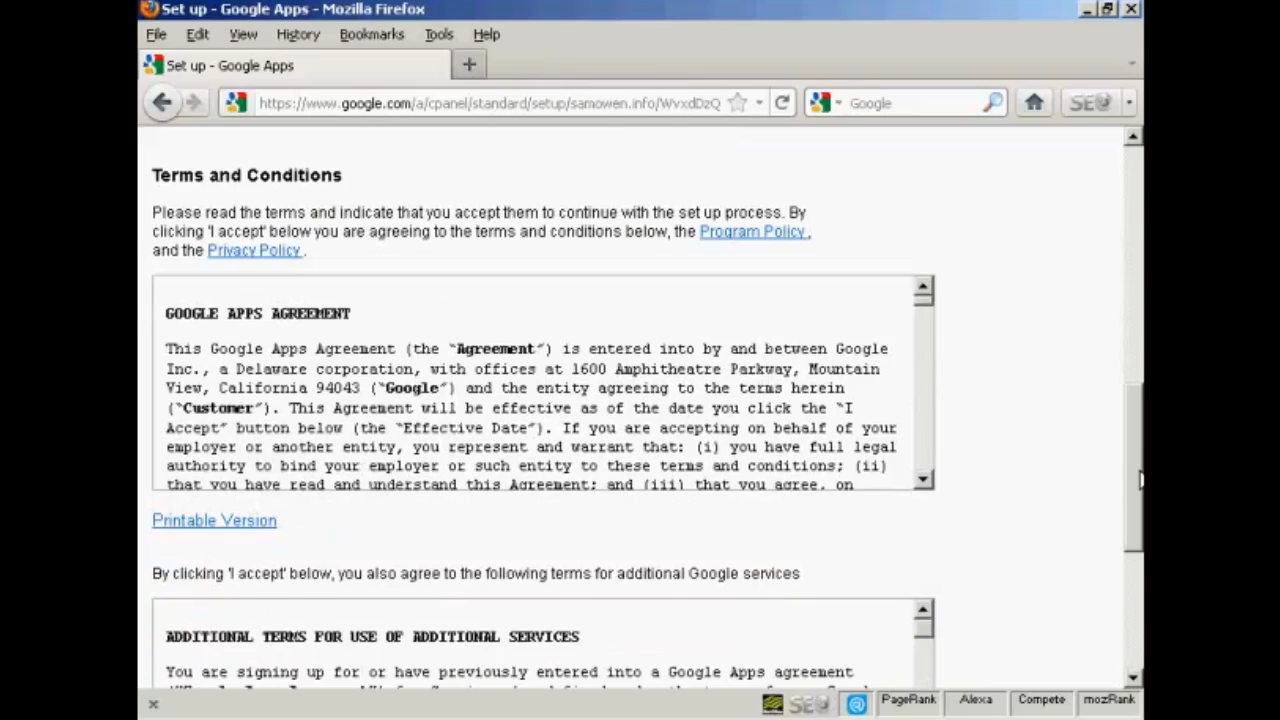 Set up - Google Apps - Mozilla Firefox
File Edit View History Bookmarks Tools Help
Set up - Google Apps
https://www.google.com/a/cpanel/standard/setup/samowen.info/WvxdDzQ
Google
SEO
Terms and Conditions
Please read the terms and indicate that you accept them to continue with the set up process. By
clicking 'I accept' below you are agreeing to the terms and conditions below, the Program Policy ,
and the Privacy Policy .
GOOGLE APPS AGREEMENT
This Google Apps Agreement (the “Agreement”) is entered into by and between Google
Inc., a Delaware corporation, with offices at 1600 Amphitheatre Parkway, Mountain
View, California 94043 (“Google”) and the entity agreeing to the terms herein
(“Customer”). This Agreement will be effective as of the date you click the “I
Accept” button below (the “Effective Date”). If you are accepting on behalf of your
employer or another entity, you represent and warrant that: (i) you have full legal
authority to bind your employer or such entity to these terms and conditions; (ii)
that you have read and understand this Agreement; and (iii) that you agree, on
Printable Version
By clicking 'I accept' below, you also agree to the following terms for additional Google services
ADDITIONAL TERMS FOR USE OF ADDITIONAL SERVICES
You are signing up for or have previously entered into a Google Apps agreement
SEO PageRank Alexa Compete mozRank